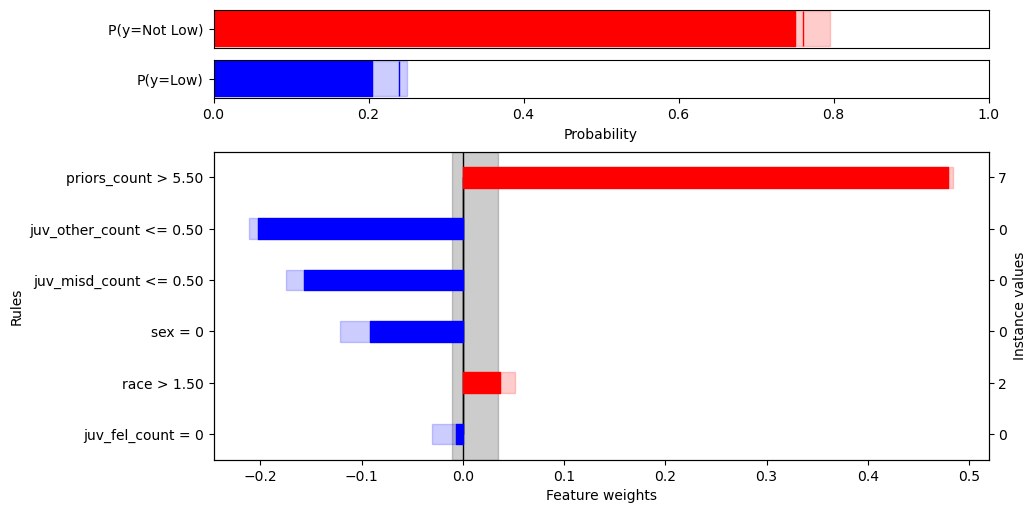 P(y=Not Low)
P(y=Low)
0.0 0.2 0.4 0.6 0.8 1.0
Probability
priors_count > 5.50 7
juv_other_count <= 0.50 0
juv_misd_count <= 0.50 0
sex = 0 0
race > 1.50 2
juv_fel_count = 0 0
Rules
Instance values
−0.2 −0.1 0.0 0.1 0.2 0.3 0.4 0.5
Feature weights